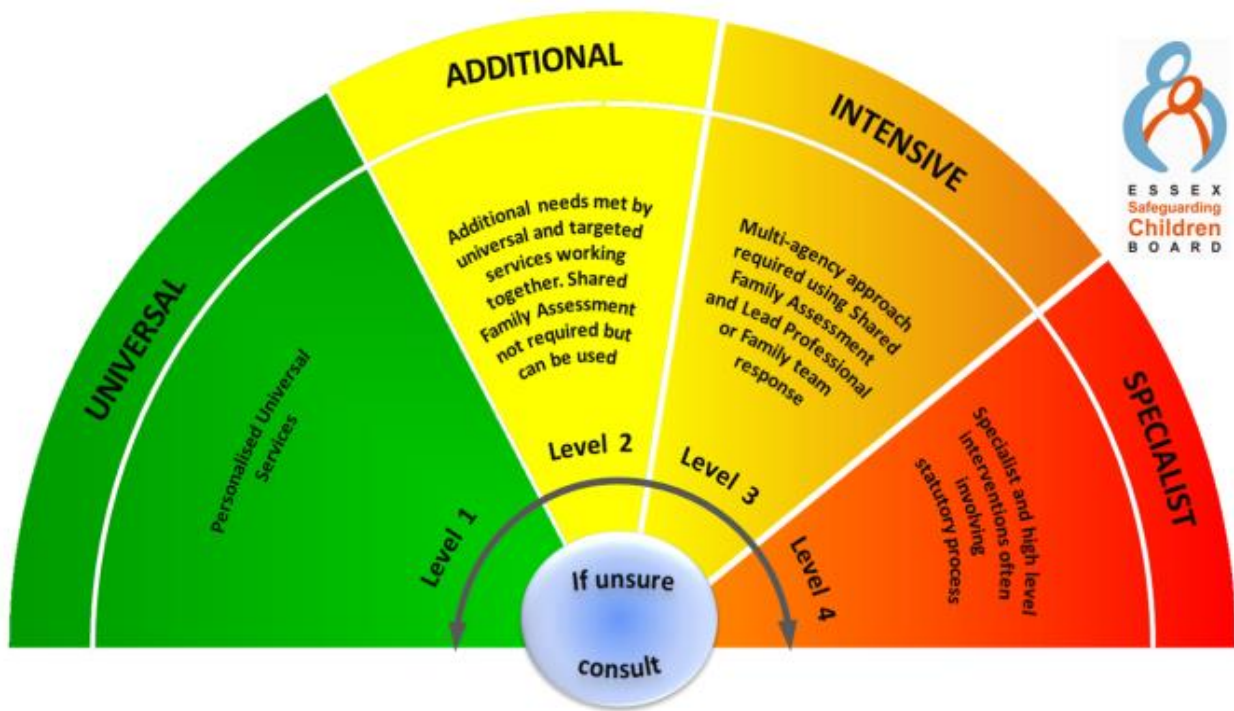 UNIVERSAL
Personalised Universal
Services
Level 1
ADDITIONAL
Additional needs met by
universal and targeted
services working
together. Shared
Family Assessment
not required but
can be used
Level 2
INTENSIVE
Multi-agency approach
required using Shared
Family Assessment
and Lead Professional
or Family team
response
Level 3
SPECIALIST
Specialist and high level
interventions often
involving
statutory process
Level 4
If unsure
consult
ESSEX
Safeguarding
Children
BOARD